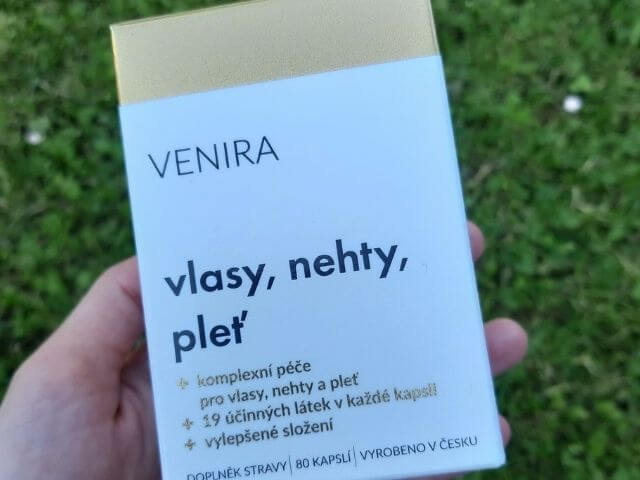 VENIRA
vlasy, nehty,
pleť
+ komplexní péče
pro vlasy, nehty a pleť
+ 19 účinných látek v každé kapsli
+ vylepšené složení
DOPLNĚK STRAVY | 80 KAPSLÍ | VYROBENO V ČESKU